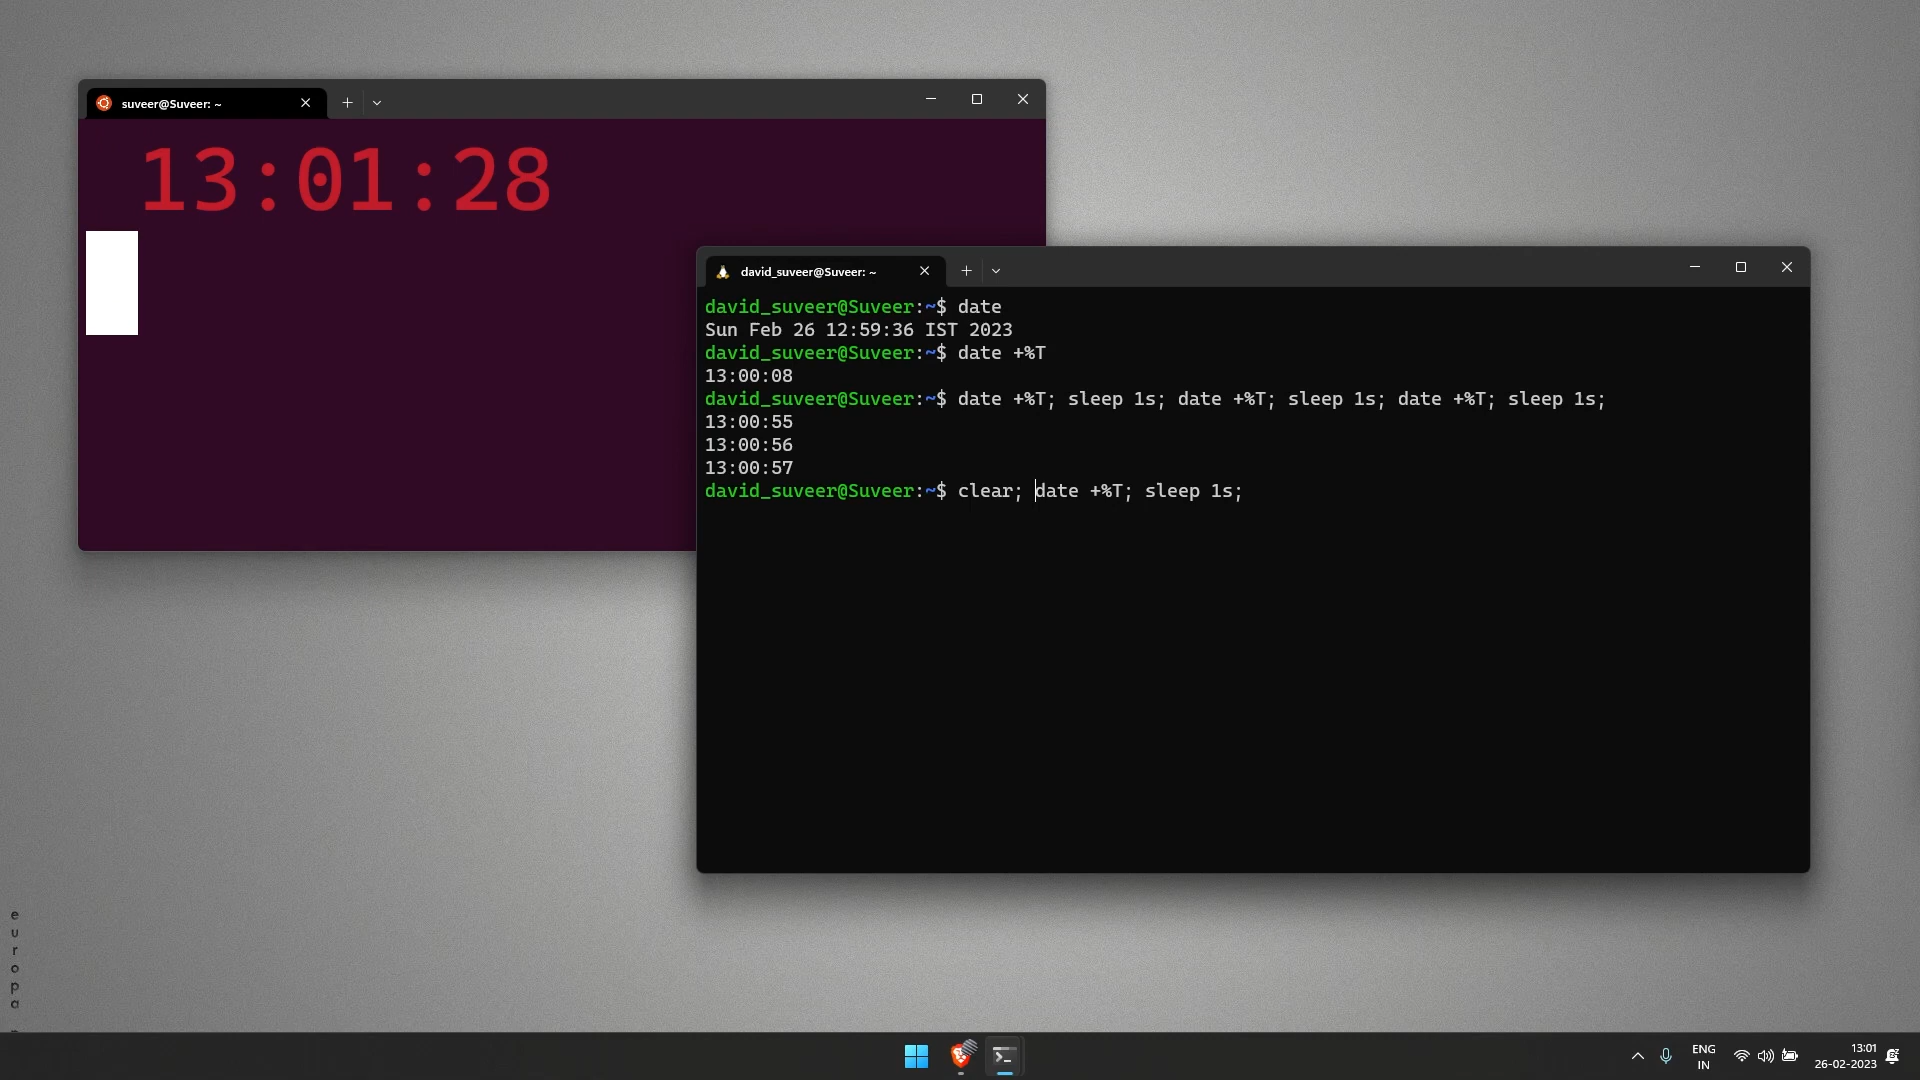 suveer@Suveer: ~
13:01:28
david_suveer@Suveer: ~
david_suveer@Suveer:~$ date
Sun Feb 26 12:59:36 IST 2023
david_suveer@Suveer:~$ date +%T
13:00:08
david_suveer@Suveer:~$ date +%T; sleep 1s; date +%T; sleep 1s; date +%T; sleep 1s;
13:00:55
13:00:56
13:00:57
david_suveer@Suveer:~$ clear; date +%T; sleep 1s;
europa
ENG
IN
13:01
26-02-2023